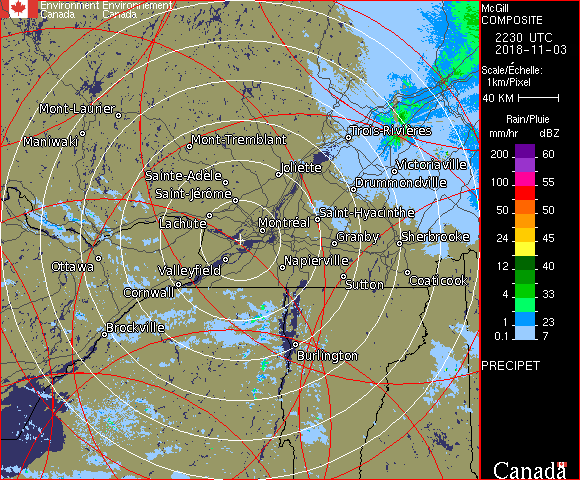 Environment Environnement
Canada Canada
Mont-Laurier
Maniwaki
Mont-Tremblant
Trois-Rivières
Sainte-Adèle
Joliette
Victoriaville
Saint-Jérôme
Drummondville
Lachute
Saint-Hyacinthe
Montréal
Granby
Sherbrooke
Ottawa
Valleyfield
Napierville
Cornwall
Sutton
Coaticook
Brockville
Burlington
McGill
COMPOSITE
2230 UTC
2018-11-03
Scale/Échelle:
1km/Pixel
40 KM
Rain/Pluie
mm/hr dBZ
200 60
55
100 55
50 50
24 45
12 40
4 33
1 23
0.1 7
PRECIPET
Canada